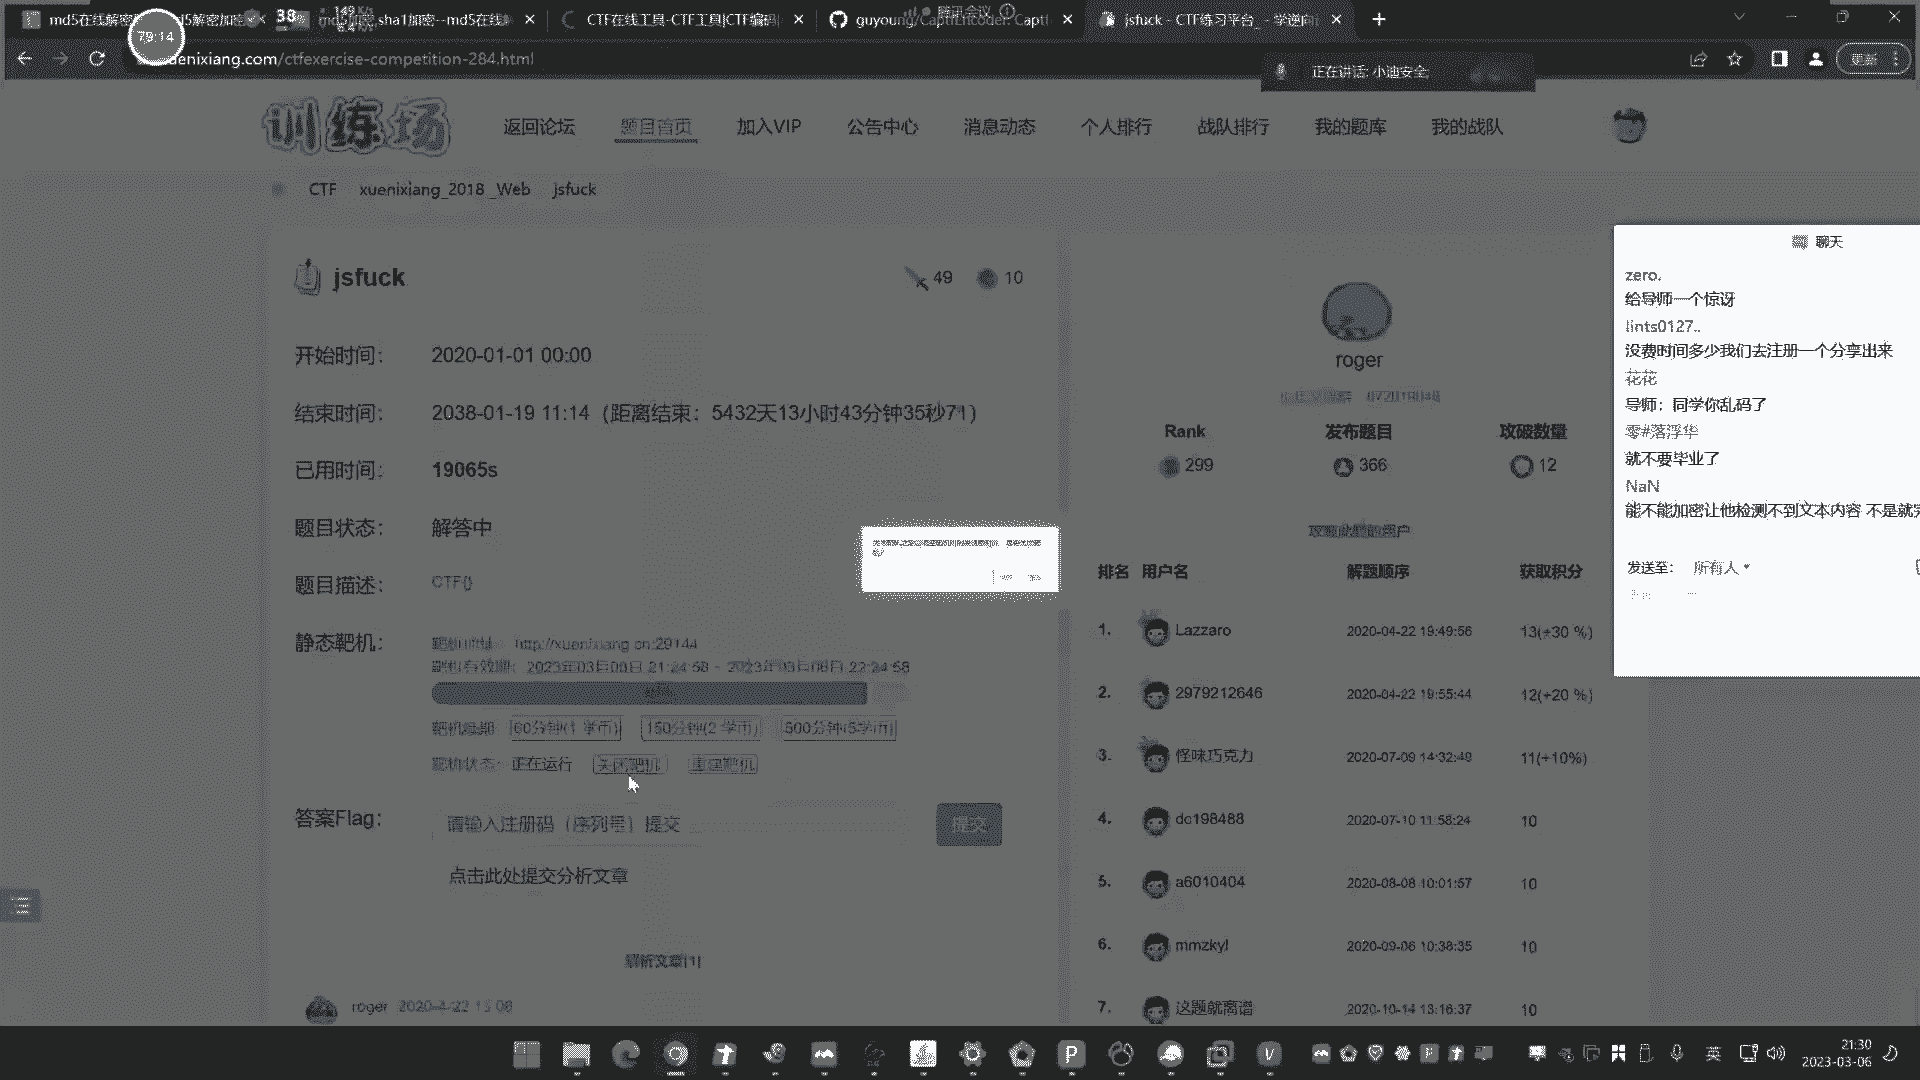 md5在线解密
md5解密加密
md5加密,sha1加密--md5在线
CTF在线工具-CTF工具|CTF编码
guyoung/CaptfEncoder: Captf
jsfuck - CTF练习平台_ - 学逆向
38%
149 K/s
79:14
腾讯会议
enixiang.com/ctfexercise-competition-284.html
更新
正在讲话: 小迪安全
训练场
返回论坛
题目首页
加入VIP
公告中心
消息动态
个人排行
战队排行
我的题库
我的战队
CTF xuenixiang_2018_Web jsfuck
jsfuck
49
10
开始时间： 2020-01-01 00:00
结束时间： 2038-01-19 11:14（距离结束：5432天13小时43分钟35秒71）
已用时间： 19065s
题目状态： 解答中
题目描述： CTF{}
静态靶机： 靶机地址: http://xuenixiang.cn:29144
靶机有效期: 2023年03月06日 21:24:58 - 2023年03月06日 22:24:58
靶机续期: 60分钟(1 学币) 150分钟(2 学币) 500分钟(5学币)
靶机状态: 正在运行 关闭靶机 重建靶机
答案Flag： 请输入注册码（序列号）提交
提交
点击此处提交分析文章
解析文章[1]
roger 2020-4-22 15:08
roger
Rank 发布题目 攻破数量
299 366 12
攻破此题的用户
排名 用户名 解题顺序 获取积分
1. Lazzaro 2020-04-22 19:49:56 13(+30 %)
2. 2979212646 2020-04-22 19:55:44 12(+20 %)
3. 怪味巧克力 2020-07-09 14:32:49 11(+10%)
4. dc198488 2020-07-10 11:58:24 10
5. a6010404 2020-08-08 10:01:57 10
6. mmzkyl 2020-09-06 10:38:35 10
7. 这题就离谱 2020-10-14 13:16:37 10
聊天
zero.
给导师一个惊讶
lints0127..
没费时间多少我们去注册一个分享出来
花花
导师：同学你乱码了
零#落浮华
就不要毕业了
NaN
能不能加密让他检测不到文本内容 不是就完
发送至： 所有人
英
21:30
2023-03-06